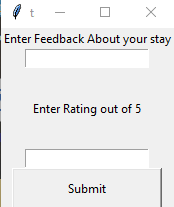 t
Enter Feedback About your stay
Enter Rating out of 5
Submit